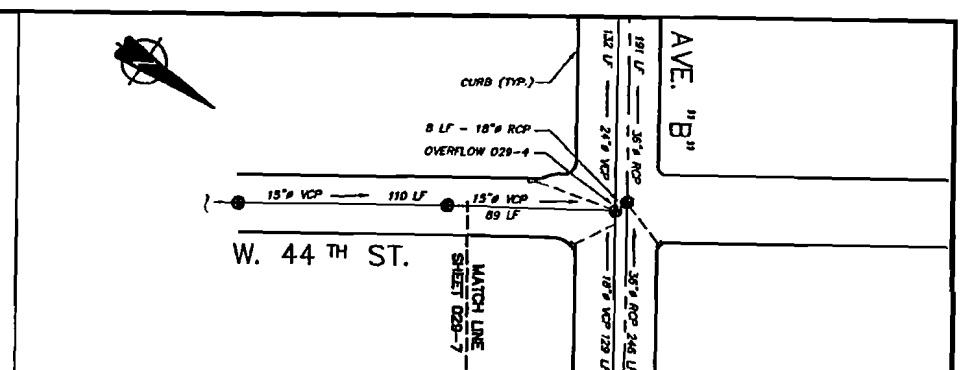 AVE. "B"
191 LF 36"ø RCP
132 LF 24"ø VCP
CURB (TYP.)
8 LF - 18"ø RCP
OVERFLOW 029-4
15"ø VCP 110 LF
15"ø VCP
89 LF
W. 44 TH ST.
MATCH LINE
SHEET 029-7
18"ø VCP 129 LF
36"ø RCP 246 LF